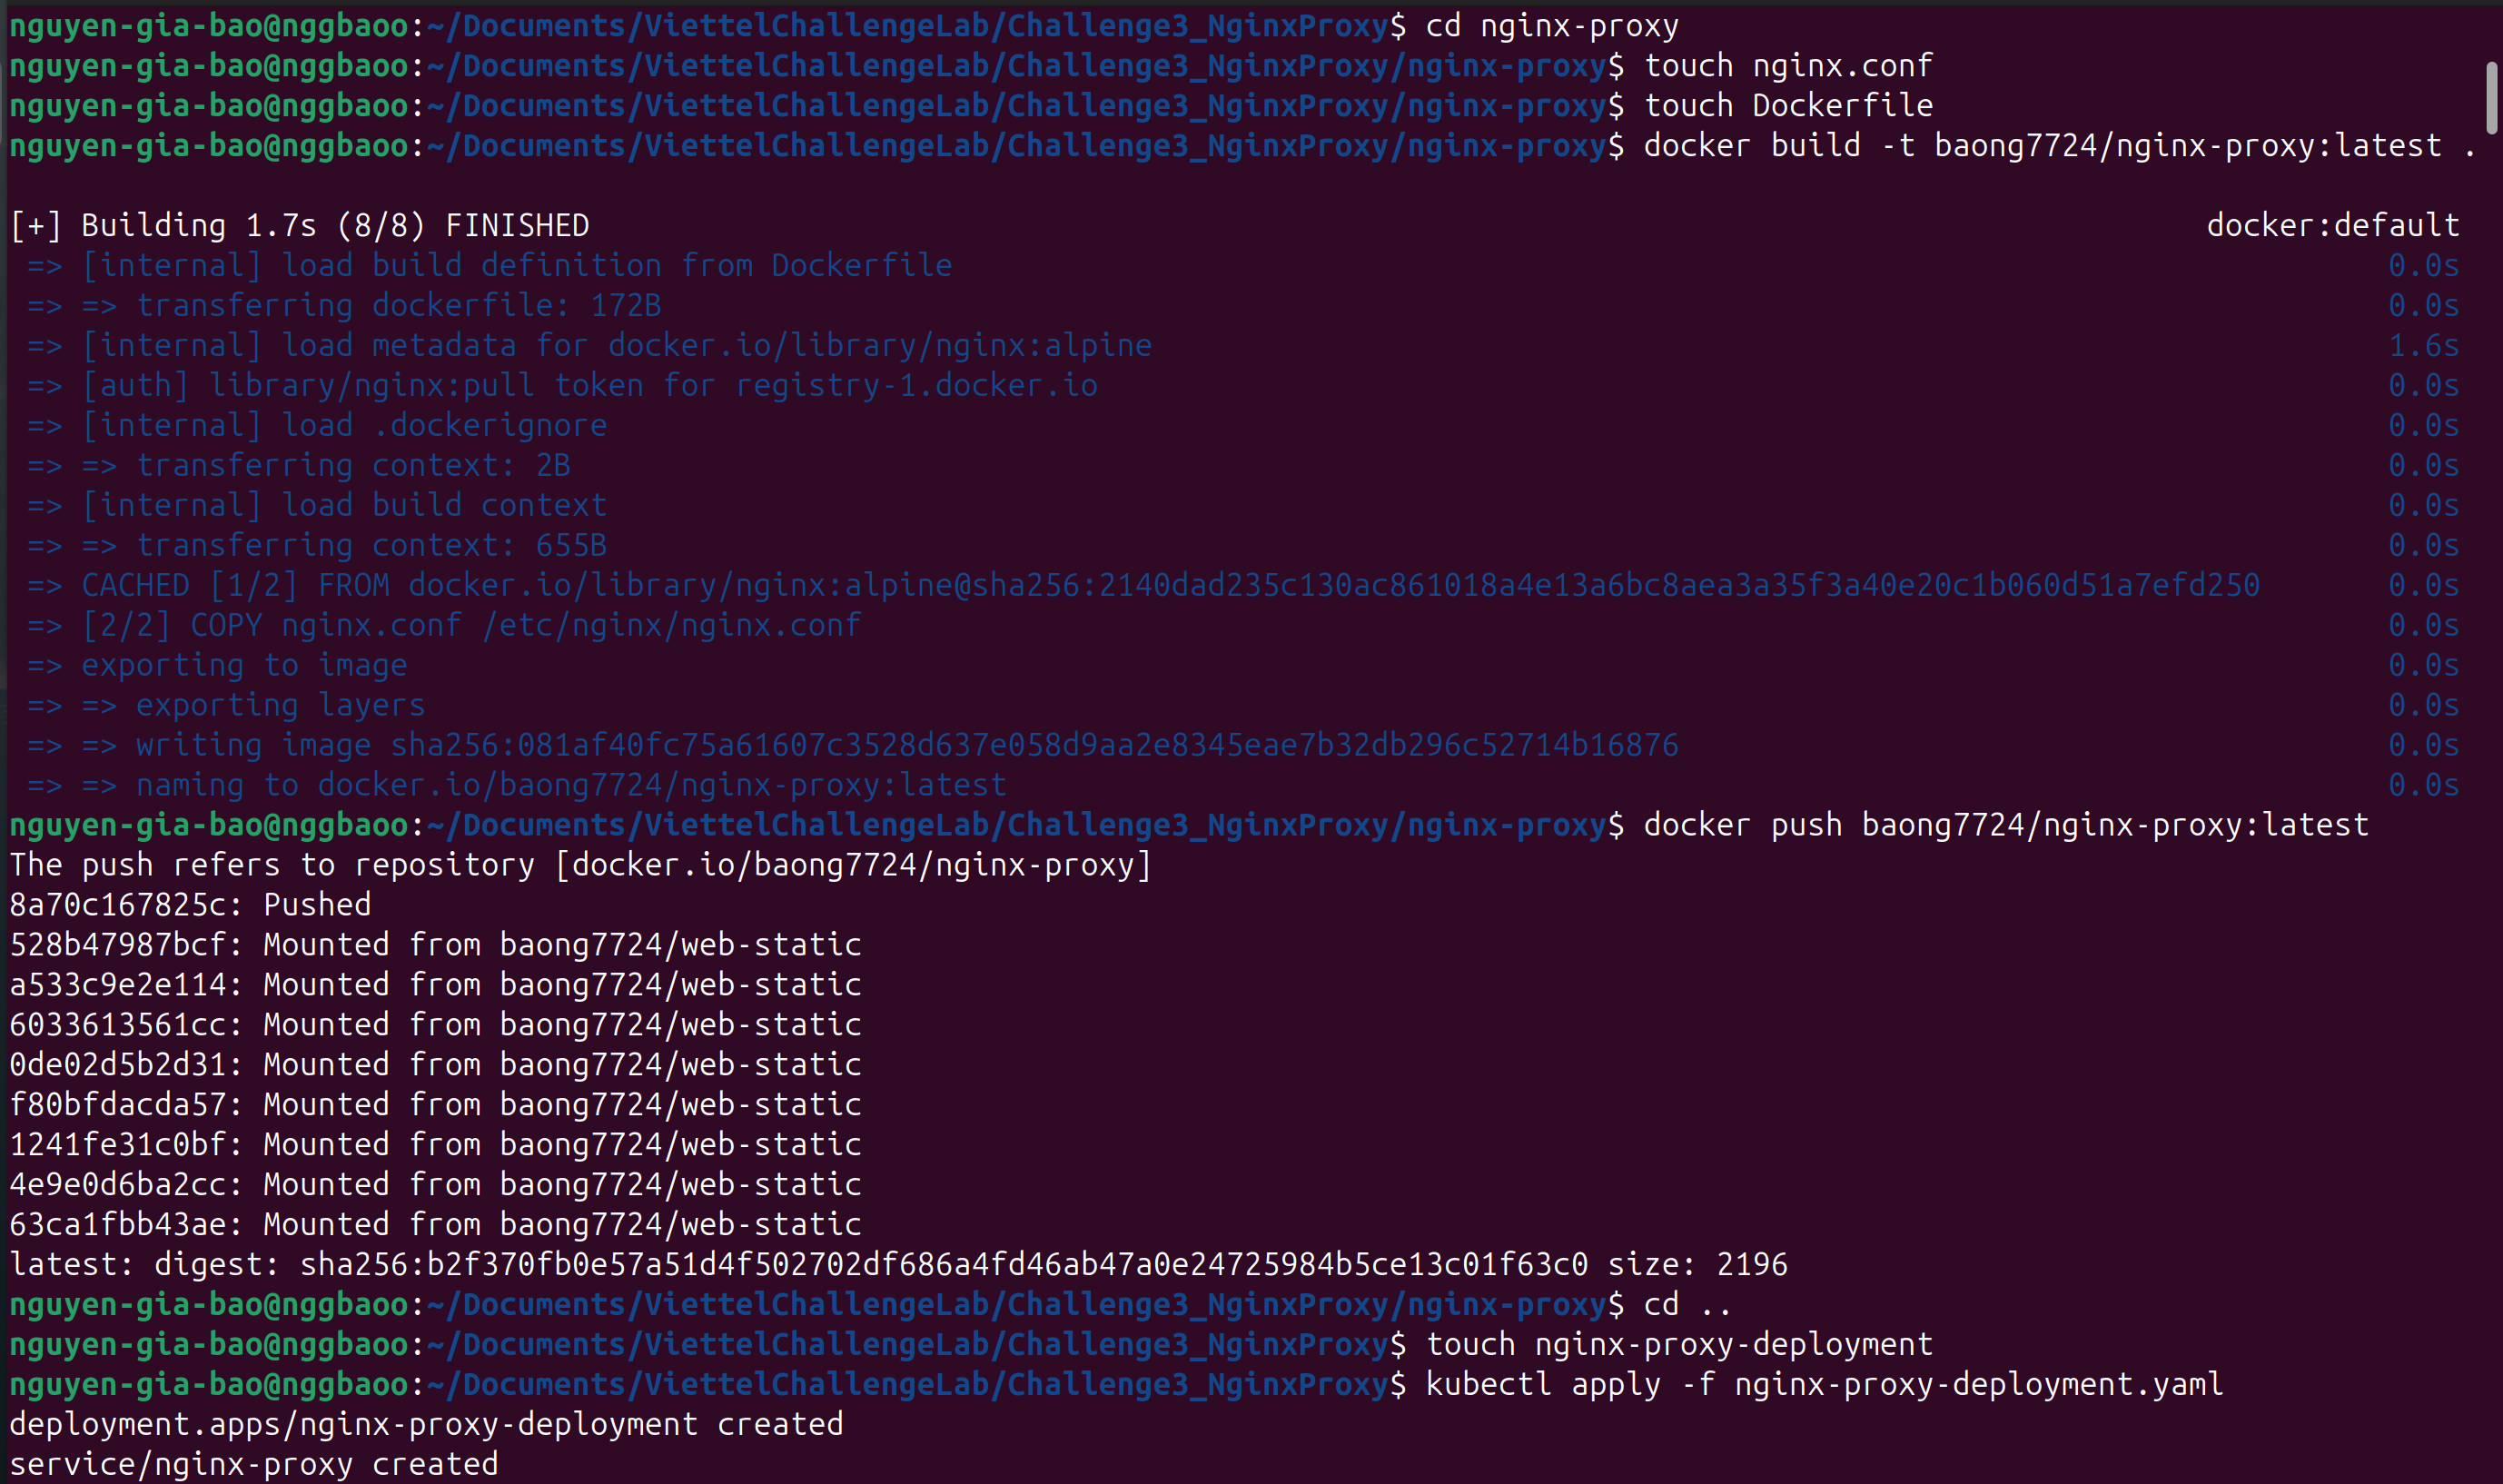 nguyen-gia-bao@nggbaoo:~/Documents/ViettelChallengeLab/Challenge3_NginxProxy$ cd nginx-proxy
nguyen-gia-bao@nggbaoo:~/Documents/ViettelChallengeLab/Challenge3_NginxProxy/nginx-proxy$ touch nginx.conf
nguyen-gia-bao@nggbaoo:~/Documents/ViettelChallengeLab/Challenge3_NginxProxy/nginx-proxy$ touch Dockerfile
nguyen-gia-bao@nggbaoo:~/Documents/ViettelChallengeLab/Challenge3_NginxProxy/nginx-proxy$ docker build -t baong7724/nginx-proxy:latest .
[+] Building 1.7s (8/8) FINISHED docker:default
=> [internal] load build definition from Dockerfile 0.0s
=> => transferring dockerfile: 172B 0.0s
=> [internal] load metadata for docker.io/library/nginx:alpine 1.6s
=> [auth] library/nginx:pull token for registry-1.docker.io 0.0s
=> [internal] load .dockerignore 0.0s
=> => transferring context: 2B 0.0s
=> [internal] load build context 0.0s
=> => transferring context: 655B 0.0s
=> CACHED [1/2] FROM docker.io/library/nginx:alpine@sha256:2140dad235c130ac861018a4e13a6bc8aea3a35f3a40e20c1b060d51a7efd250 0.0s
=> [2/2] COPY nginx.conf /etc/nginx/nginx.conf 0.0s
=> exporting to image 0.0s
=> => exporting layers 0.0s
=> => writing image sha256:081af40fc75a61607c3528d637e058d9aa2e8345eae7b32db296c52714b16876 0.0s
=> => naming to docker.io/baong7724/nginx-proxy:latest 0.0s
nguyen-gia-bao@nggbaoo:~/Documents/ViettelChallengeLab/Challenge3_NginxProxy/nginx-proxy$ docker push baong7724/nginx-proxy:latest
The push refers to repository [docker.io/baong7724/nginx-proxy]
8a70c167825c: Pushed
528b47987bcf: Mounted from baong7724/web-static
a533c9e2e114: Mounted from baong7724/web-static
6033613561cc: Mounted from baong7724/web-static
0de02d5b2d31: Mounted from baong7724/web-static
f80bfdacda57: Mounted from baong7724/web-static
1241fe31c0bf: Mounted from baong7724/web-static
4e9e0d6ba2cc: Mounted from baong7724/web-static
63ca1fbb43ae: Mounted from baong7724/web-static
latest: digest: sha256:b2f370fb0e57a51d4f502702df686a4fd46ab47a0e24725984b5ce13c01f63c0 size: 2196
nguyen-gia-bao@nggbaoo:~/Documents/ViettelChallengeLab/Challenge3_NginxProxy/nginx-proxy$ cd ..
nguyen-gia-bao@nggbaoo:~/Documents/ViettelChallengeLab/Challenge3_NginxProxy$ touch nginx-proxy-deployment
nguyen-gia-bao@nggbaoo:~/Documents/ViettelChallengeLab/Challenge3_NginxProxy$ kubectl apply -f nginx-proxy-deployment.yaml
deployment.apps/nginx-proxy-deployment created
service/nginx-proxy created